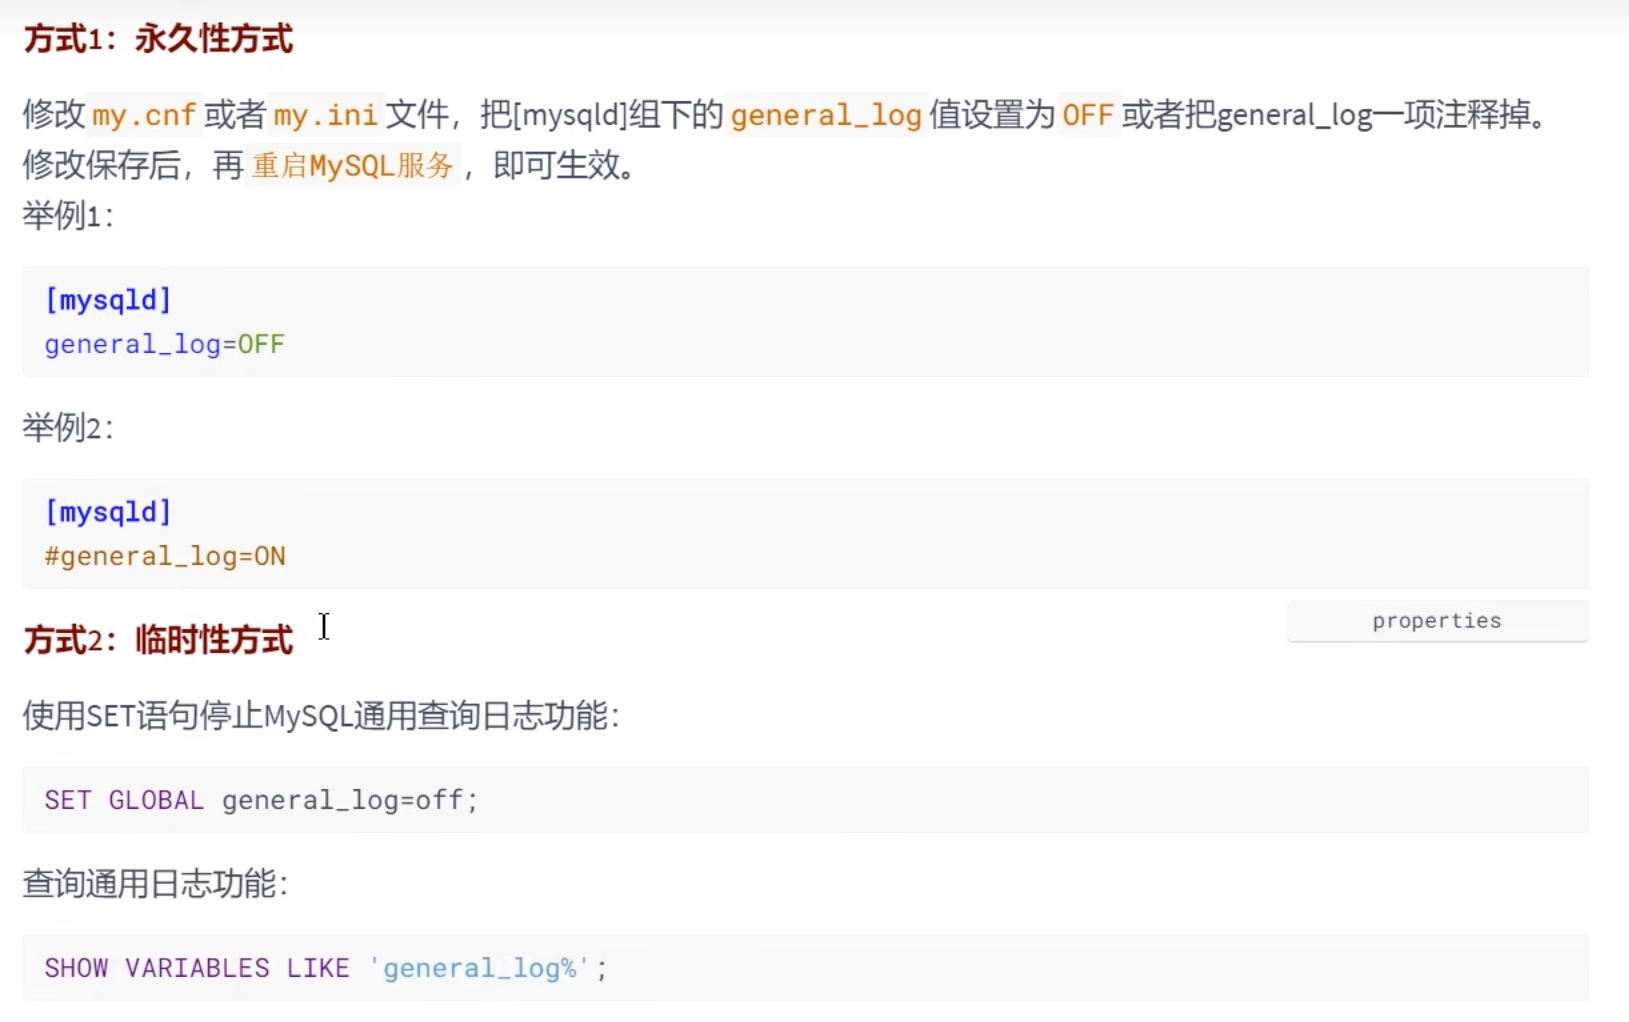 方式1：永久性方式
修改my.cnf或者my.ini文件，把[mysqld]组下的general_log值设置为OFF或者把general_log一项注释掉。
修改保存后，再重启MySQL服务，即可生效。
举例1：
[mysqld]
general_log=OFF
举例2：
[mysqld]
#general_log=ON
properties
方式2：临时性方式
使用SET语句停止MySQL通用查询日志功能：
SET GLOBAL general_log=off;
查询通用日志功能：
SHOW VARIABLES LIKE 'general_log%';